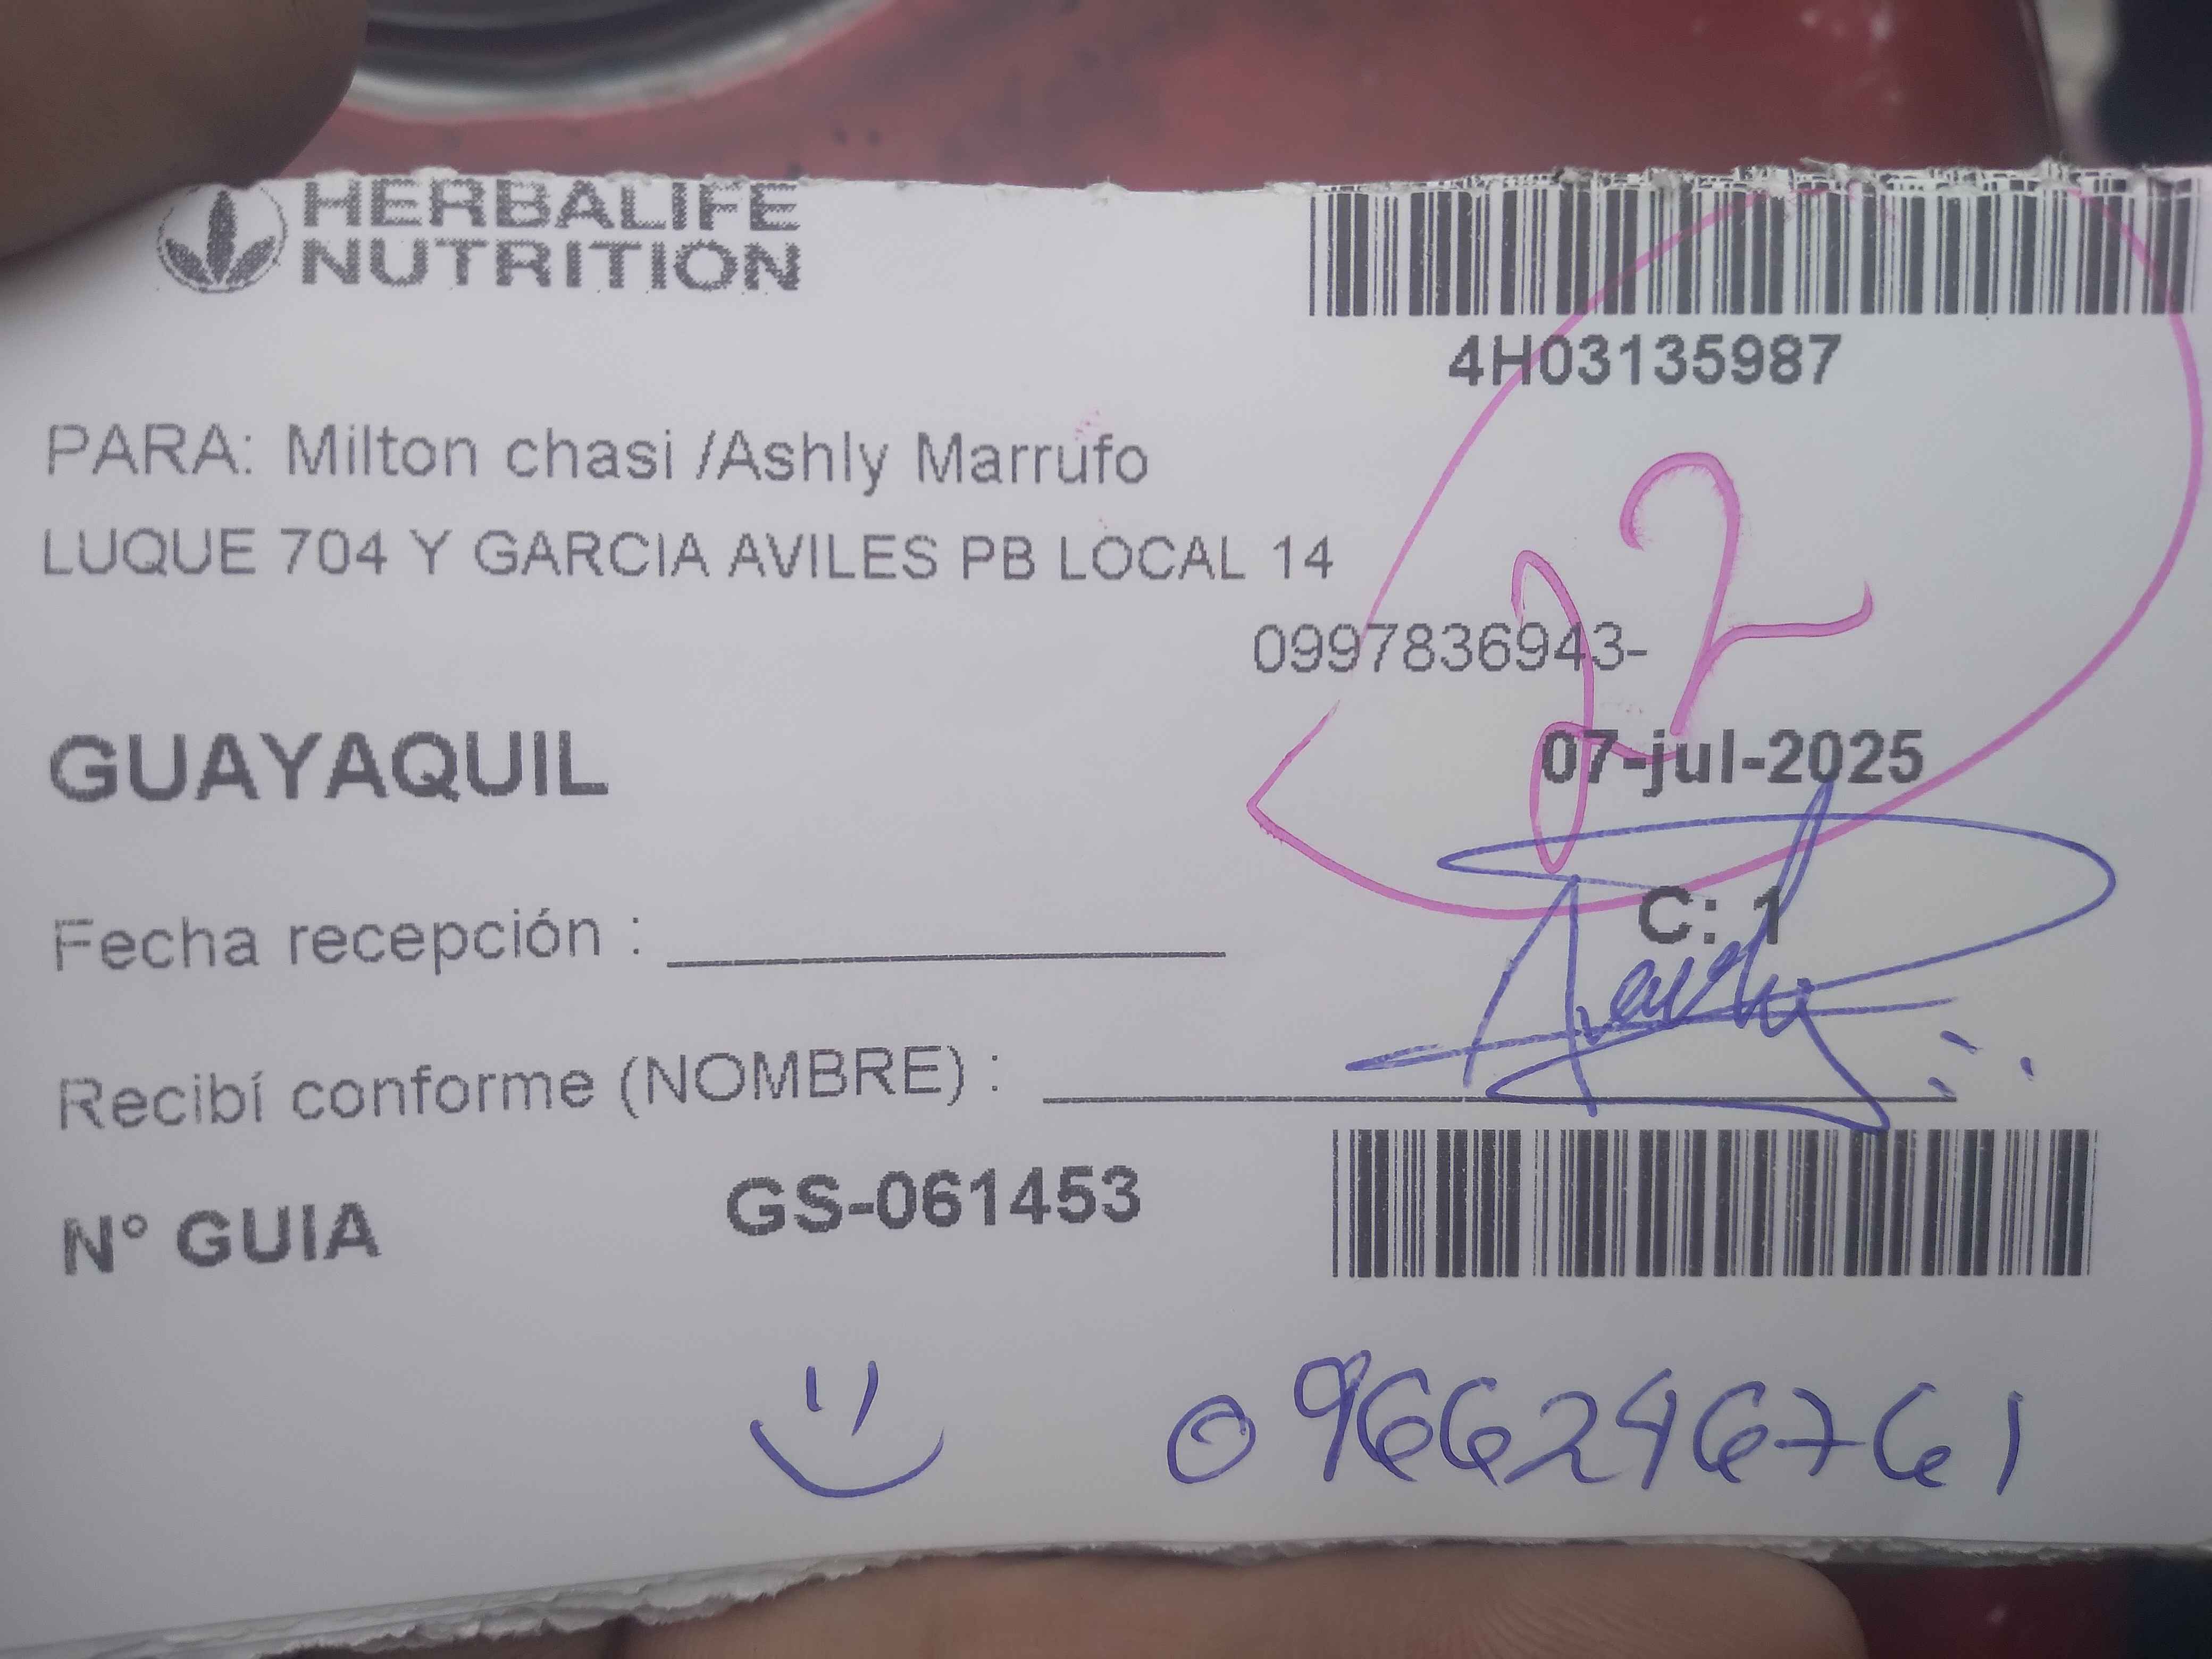 HERBALIFE
NUTRITION
4H03135987
PARA: Milton chasi /Ashly Marrufo
LUQUE 704 Y GARCIA AVILES PB LOCAL 14
0997836943-
22
GUAYAQUIL
07-jul-2025
C: 1
Fecha recepción :
Recibí conforme (NOMBRE) :
N° GUIA GS-061453
0966246761